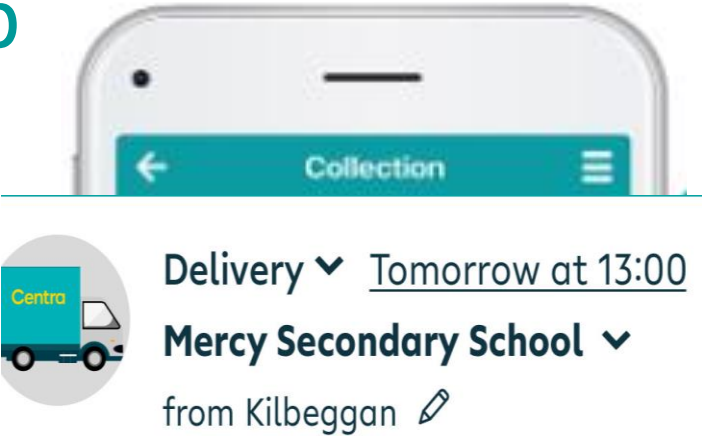 Collection
Centra
Delivery Tomorrow at 13:00
Mercy Secondary School
from Kilbeggan